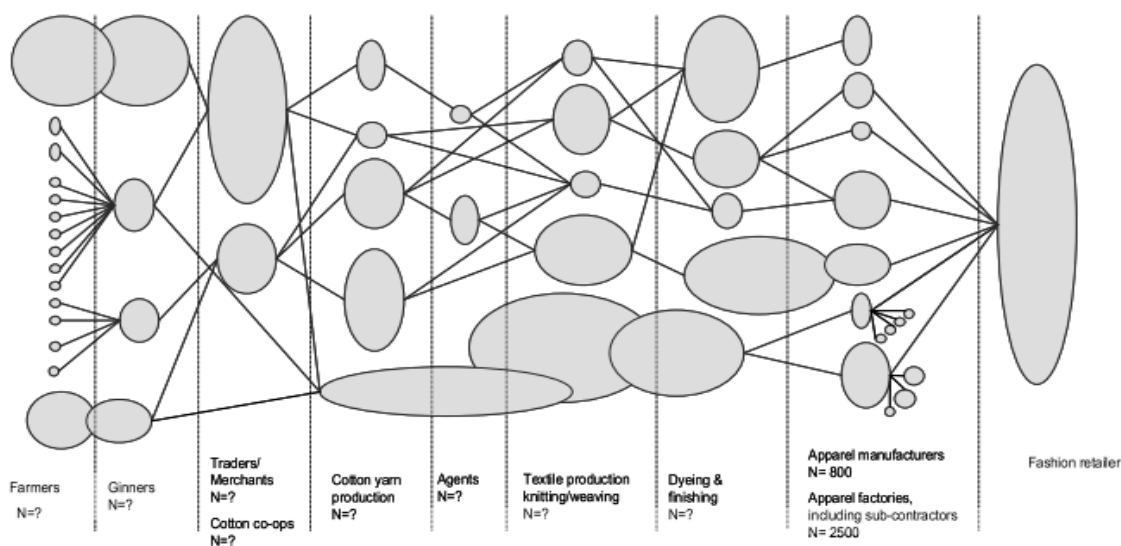 Farmers
N=?
Ginners
N=?
Traders/
Merchants
N=?
Cotton co-ops
N=?
Cotton yarn
production
N=?
Agents
N=?
Textile production
knitting/weaving
N=?
Dyeing &
finishing
N=?
Apparel manufacturers
N= 800
Apparel factories,
including sub-contractors
N= 2500
Fashion retailer